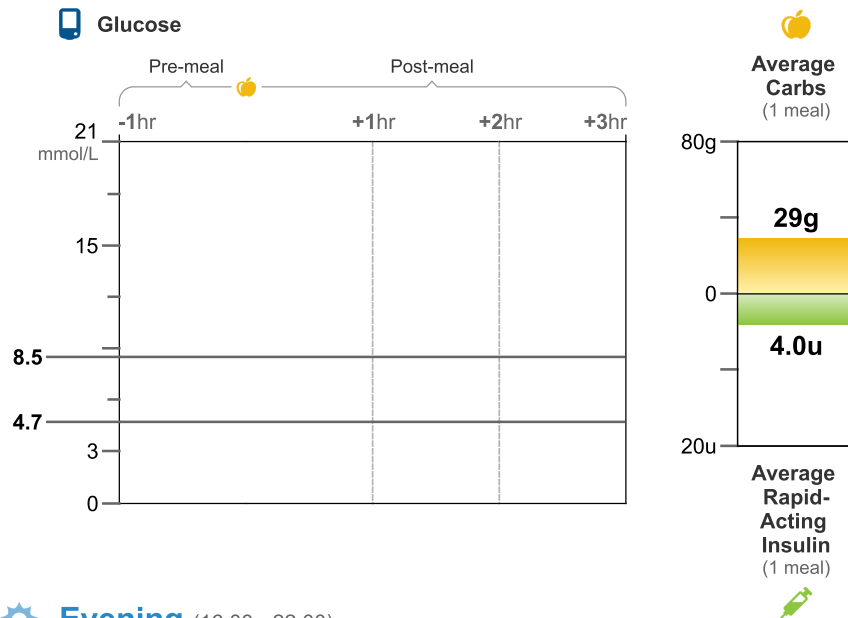 Glucose
Pre-meal
Post-meal
-1hr
+1hr
+2hr
+3hr
21
mmol/L
15
8.5
4.7
3
0
Average
Carbs
(1 meal)
80g
29g
0
4.0u
20u
Average
Rapid-
Acting
Insulin
(1 meal)
Evening